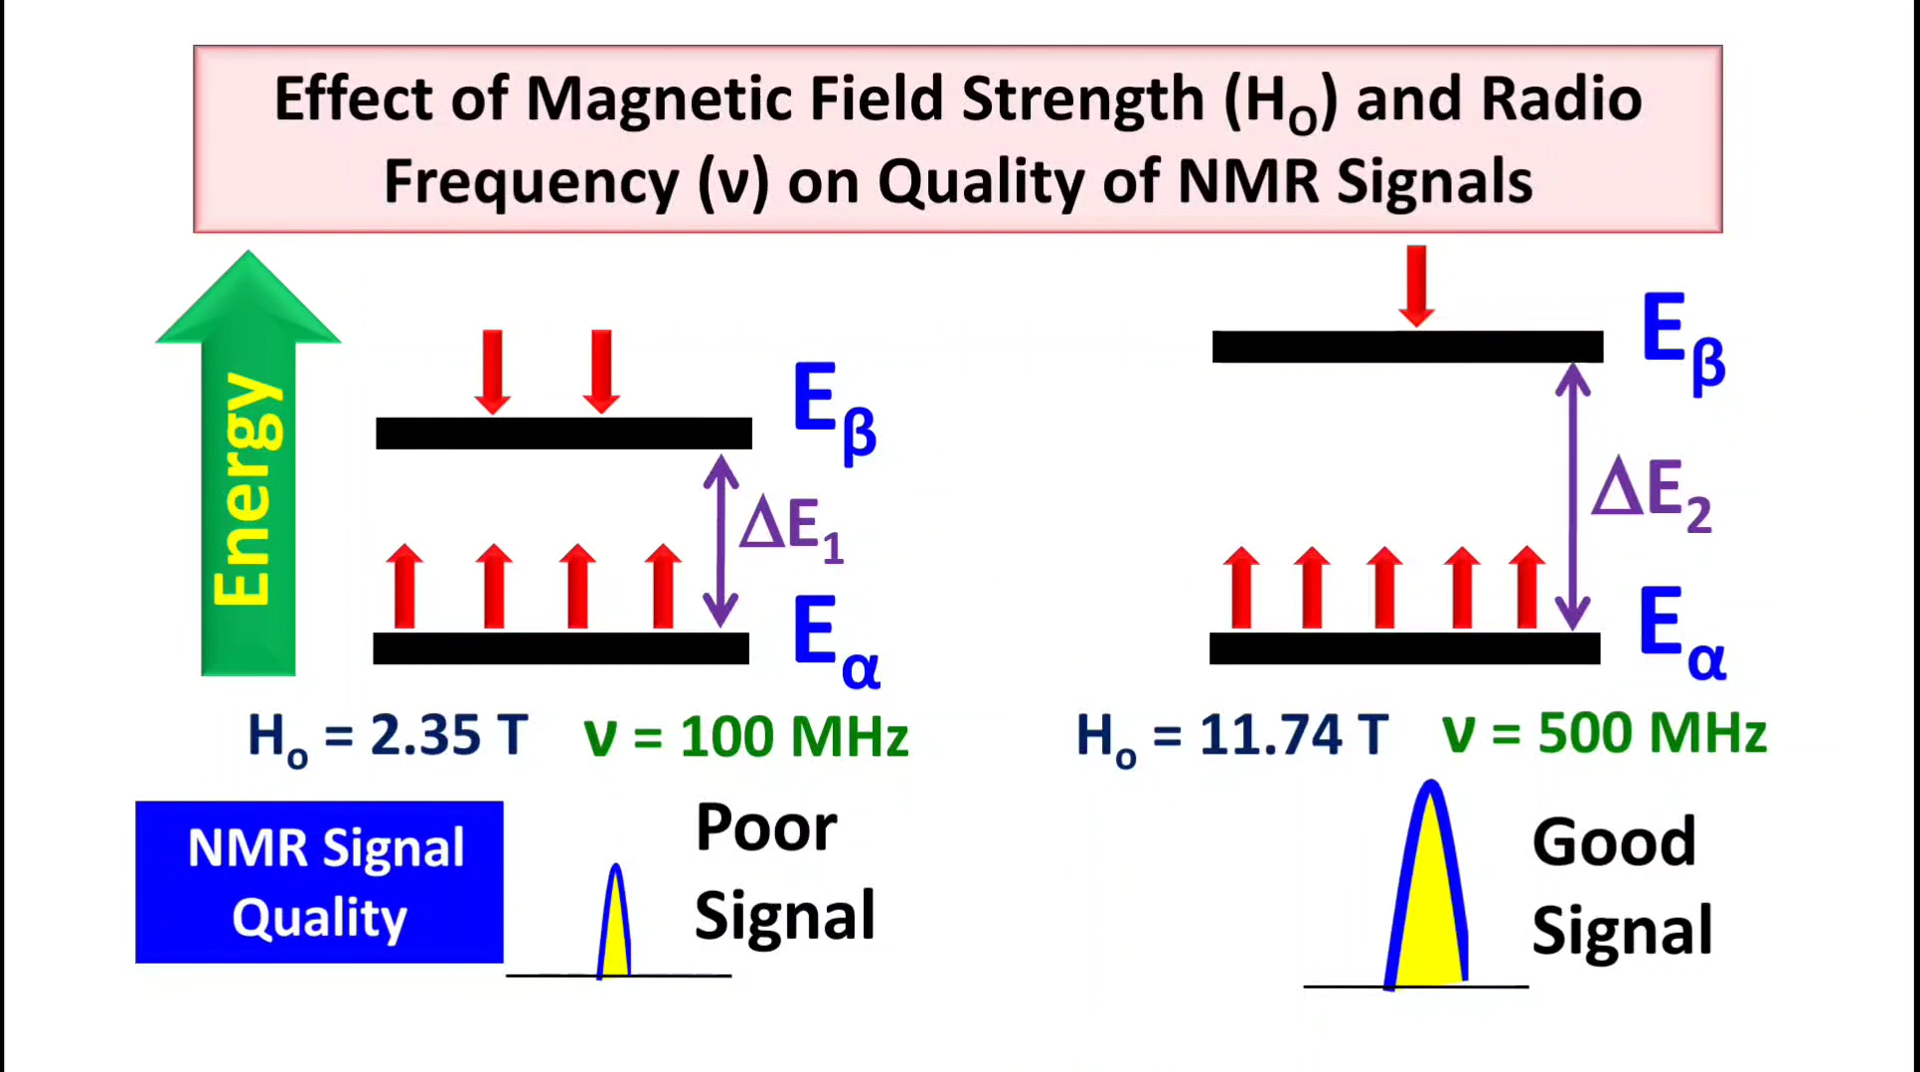 Effect of Magnetic Field Strength (H₀) and Radio
Frequency (ν) on Quality of NMR Signals
Energy
Eβ
ΔE₁
Eα
Hₒ = 2.35 T ν = 100 MHz
Eβ
ΔE₂
Eα
Hₒ = 11.74 T ν = 500 MHz
NMR Signal
Quality
Poor
Signal
Good
Signal